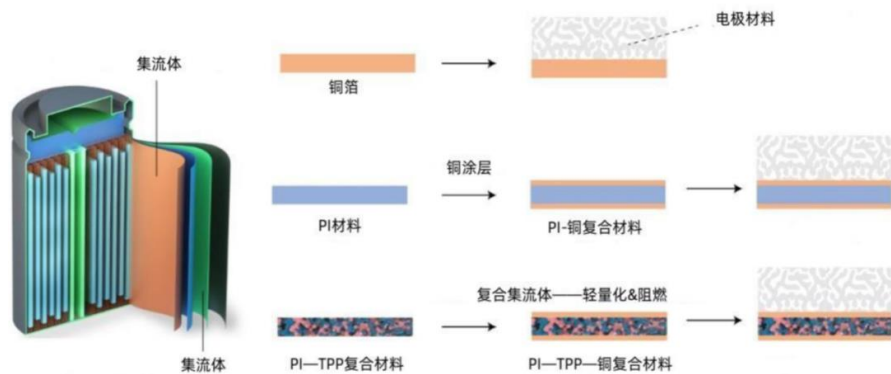 集流体
集流体
铜箔
电极材料
铜涂层
PI材料
PI-铜复合材料
复合集流体——轻量化&阻燃
PI—TPP复合材料
PI—TPP—铜复合材料